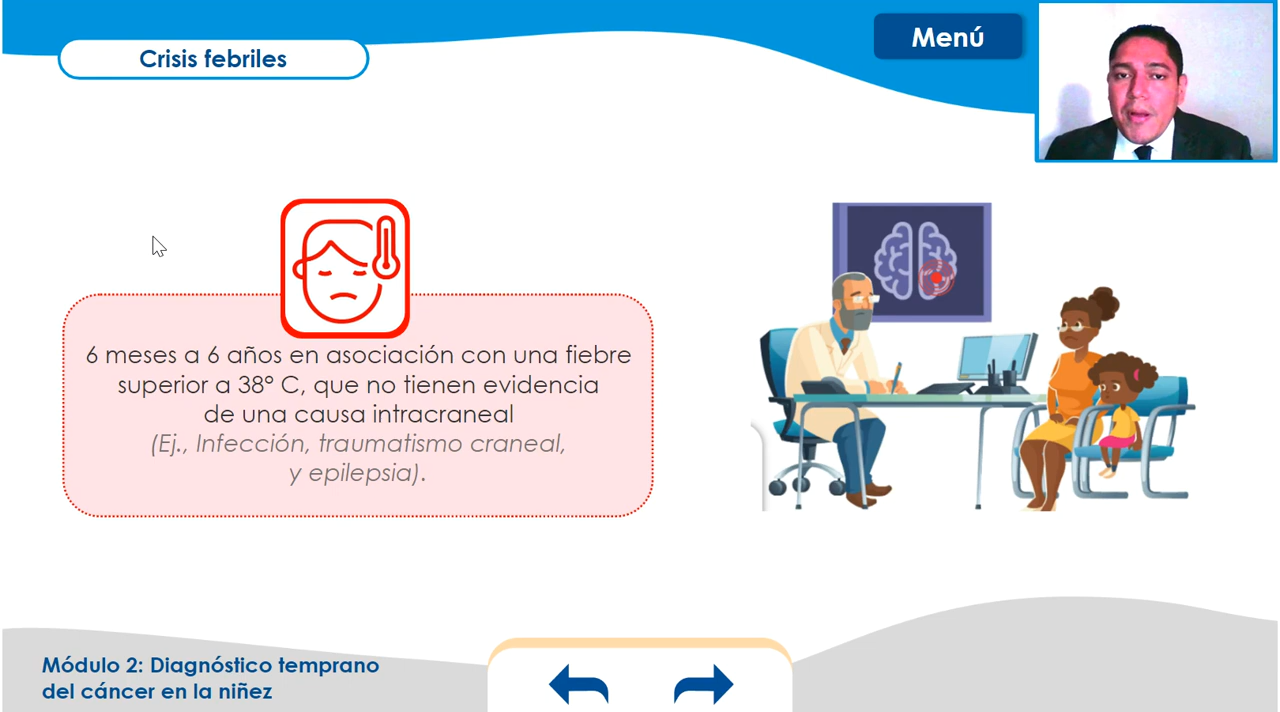 Crisis febriles
Menú
6 meses a 6 años en asociación con una fiebre
superior a 38° C, que no tienen evidencia
de una causa intracraneal
(Ej., Infección, traumatismo craneal,
y epilepsia).
Módulo 2: Diagnóstico temprano
del cáncer en la niñez